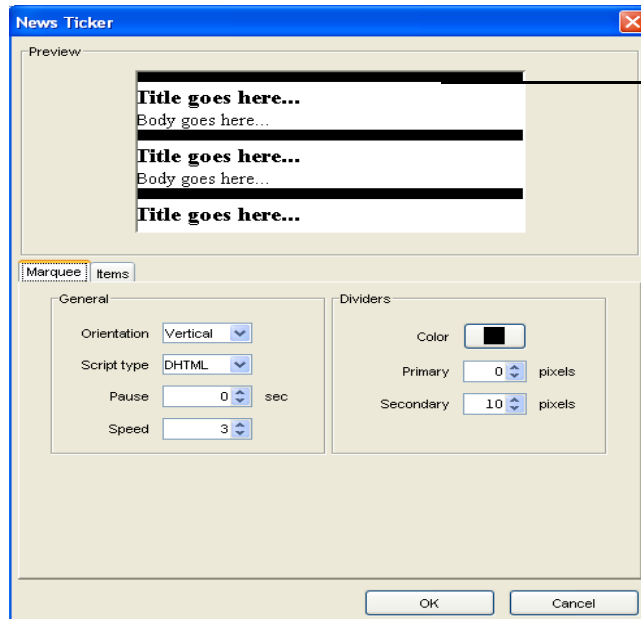 News Ticker
Preview
Title goes here...
Body goes here...
Title goes here...
Body goes here...
Title goes here...
Marquee Items
General
Orientation Vertical
Script type DHTML
Pause 0 sec
Speed 3
Dividers
Color
Primary 0 pixels
Secondary 10 pixels
OK Cancel